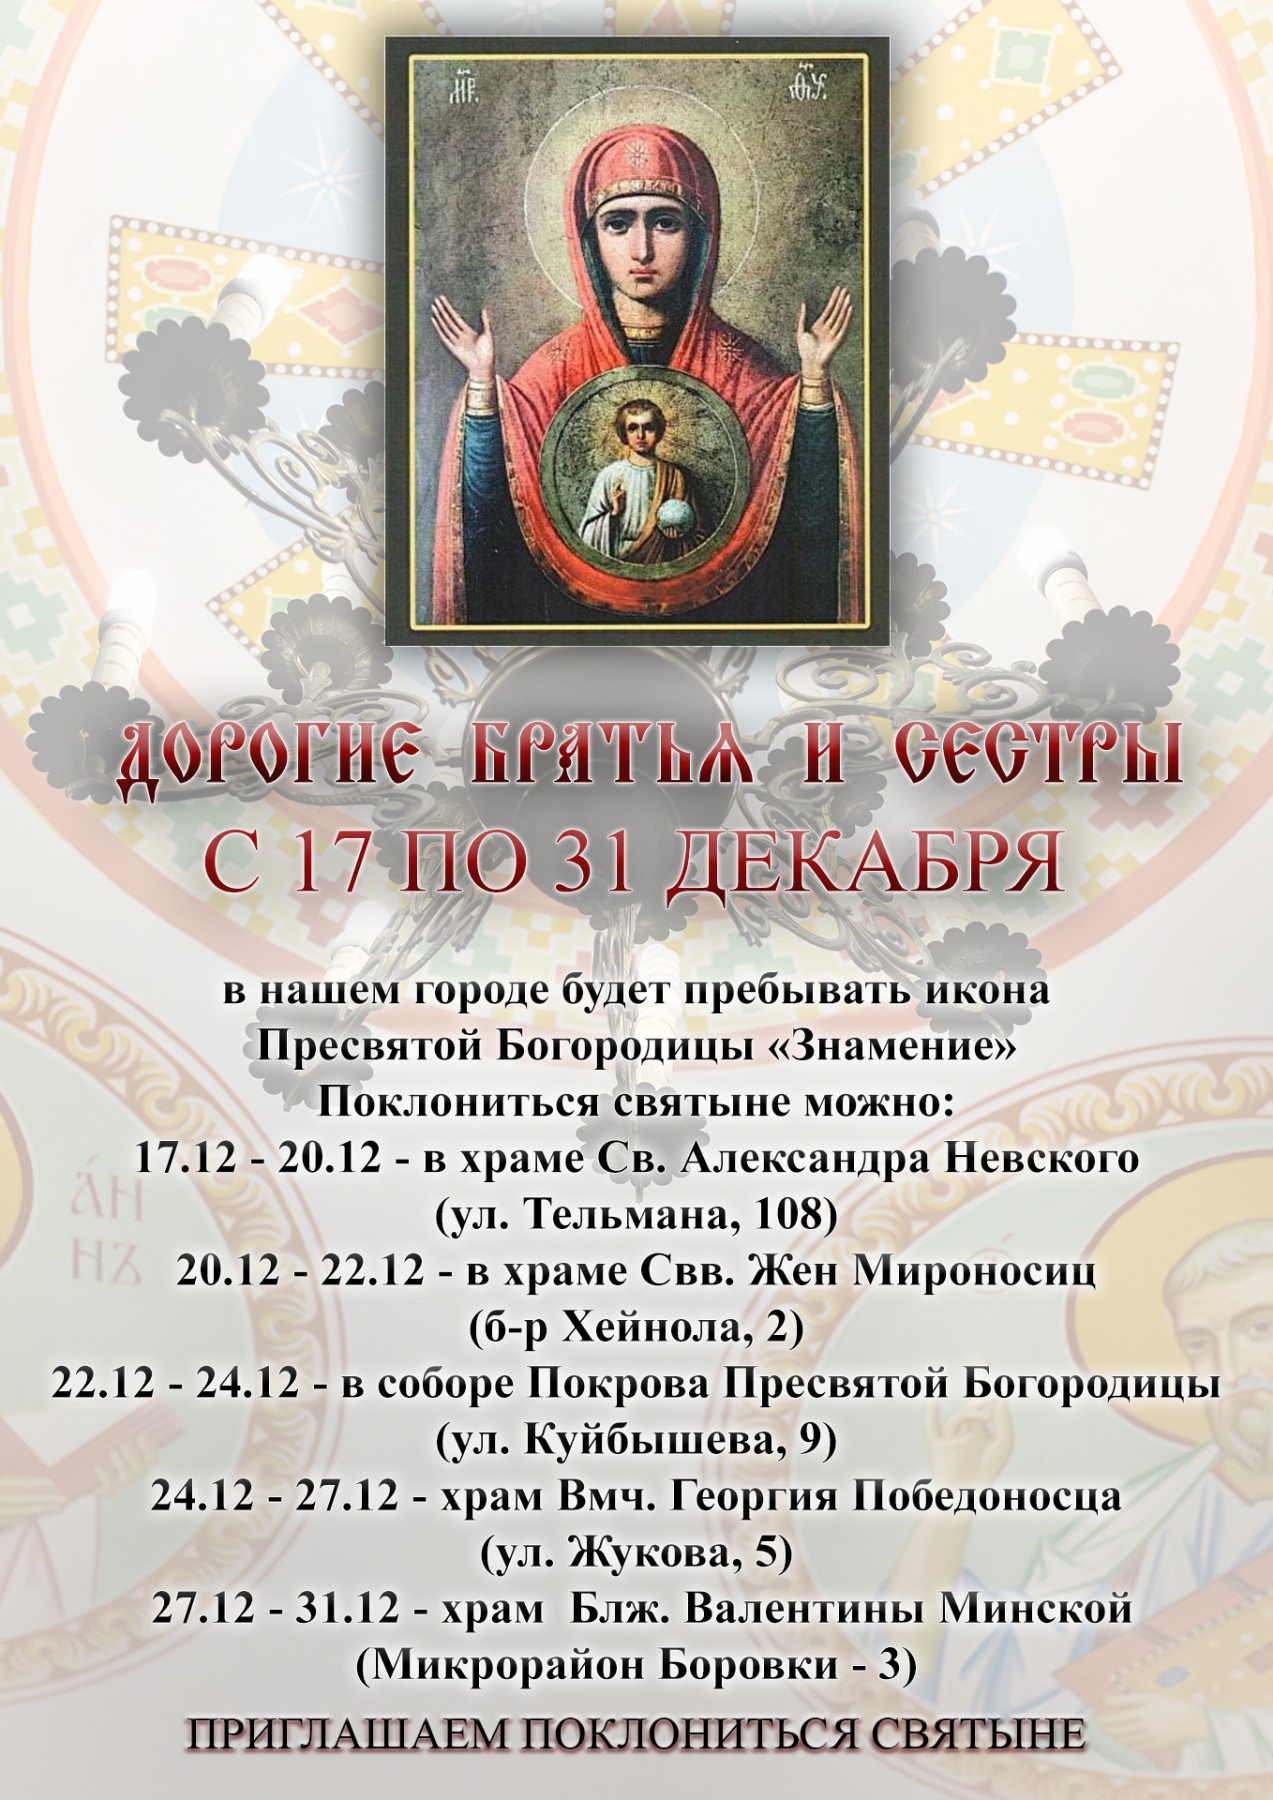 МР. ѲУ.
ДОРОГИЕ БРАТЬЯ И СЕСТРЫ
С 17 ПО 31 ДЕКАБРЯ
в нашем городе будет пребывать икона
Пресвятой Богородицы «Знамение»
Поклониться святыне можно:
17.12 - 20.12 - в храме Св. Александра Невского
(ул. Тельмана, 108)
20.12 - 22.12 - в храме Свв. Жен Мироносиц
(б-р Хейнола, 2)
22.12 - 24.12 - в соборе Покрова Пресвятой Богородицы
(ул. Куйбышева, 9)
24.12 - 27.12 - храм Вмч. Георгия Победоносца
(ул. Жукова, 5)
27.12 - 31.12 - храм Блж. Валентины Минской
(Микрорайон Боровки - 3)
ПРИГЛАШАЕМ ПОКЛОНИТЬСЯ СВЯТЫНЕ